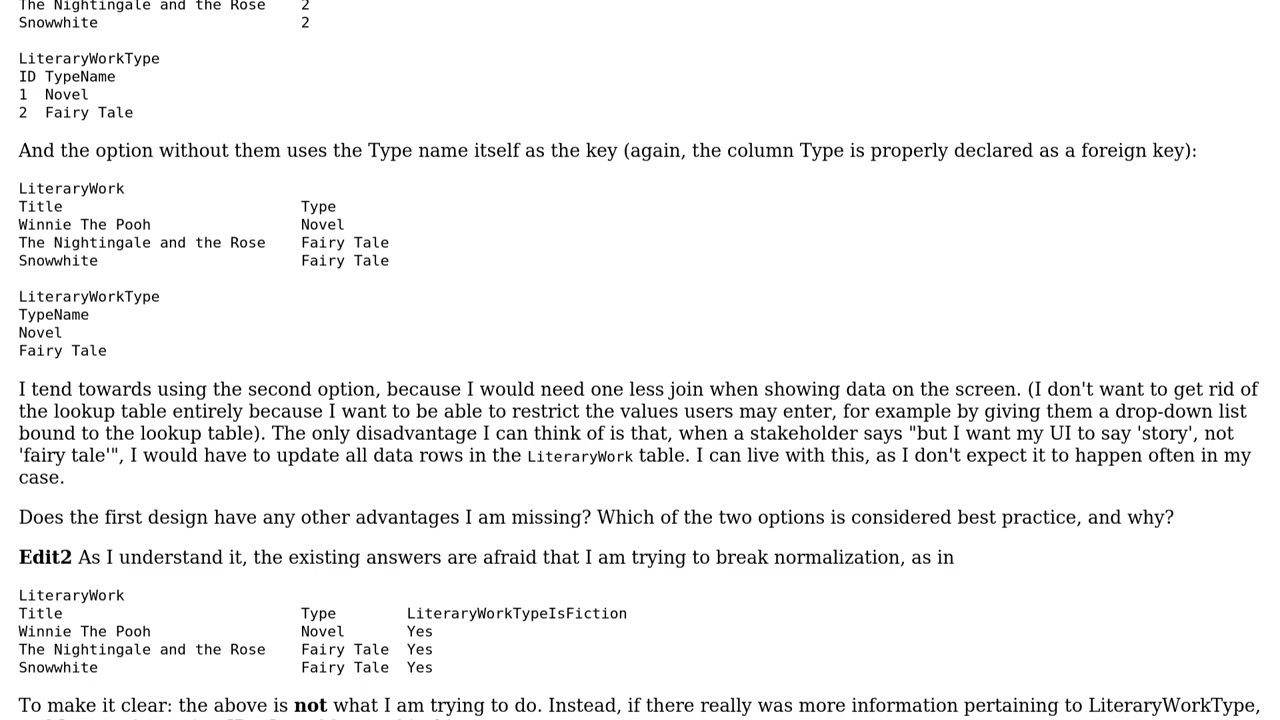 The Nightingale and the Rose    2
Snowwhite                       2
LiteraryWorkType
ID TypeName
1  Novel
2  Fairy Tale
And the option without them uses the Type name itself as the key (again, the column Type is properly declared as a foreign key):
LiteraryWork
Title                           Type
Winnie The Pooh                 Novel
The Nightingale and the Rose    Fairy Tale
Snowwhite                       Fairy Tale
LiteraryWorkType
TypeName
Novel
Fairy Tale
I tend towards using the second option, because I would need one less join when showing data on the screen. (I don't want to get rid of
the lookup table entirely because I want to be able to restrict the values users may enter, for example by giving them a drop-down list
bound to the lookup table). The only disadvantage I can think of is that, when a stakeholder says "but I want my UI to say 'story', not
'fairy tale'", I would have to update all data rows in the LiteraryWork table. I can live with this, as I don't expect it to happen often in my
case.
Does the first design have any other advantages I am missing? Which of the two options is considered best practice, and why?
Edit2 As I understand it, the existing answers are afraid that I am trying to break normalization, as in
LiteraryWork
Title                           Type        LiteraryWorkTypeIsFiction
Winnie The Pooh                 Novel       Yes
The Nightingale and the Rose    Fairy Tale  Yes
Snowwhite                       Fairy Tale  Yes
To make it clear: the above is not what I am trying to do. Instead, if there really was more information pertaining to LiteraryWorkType,